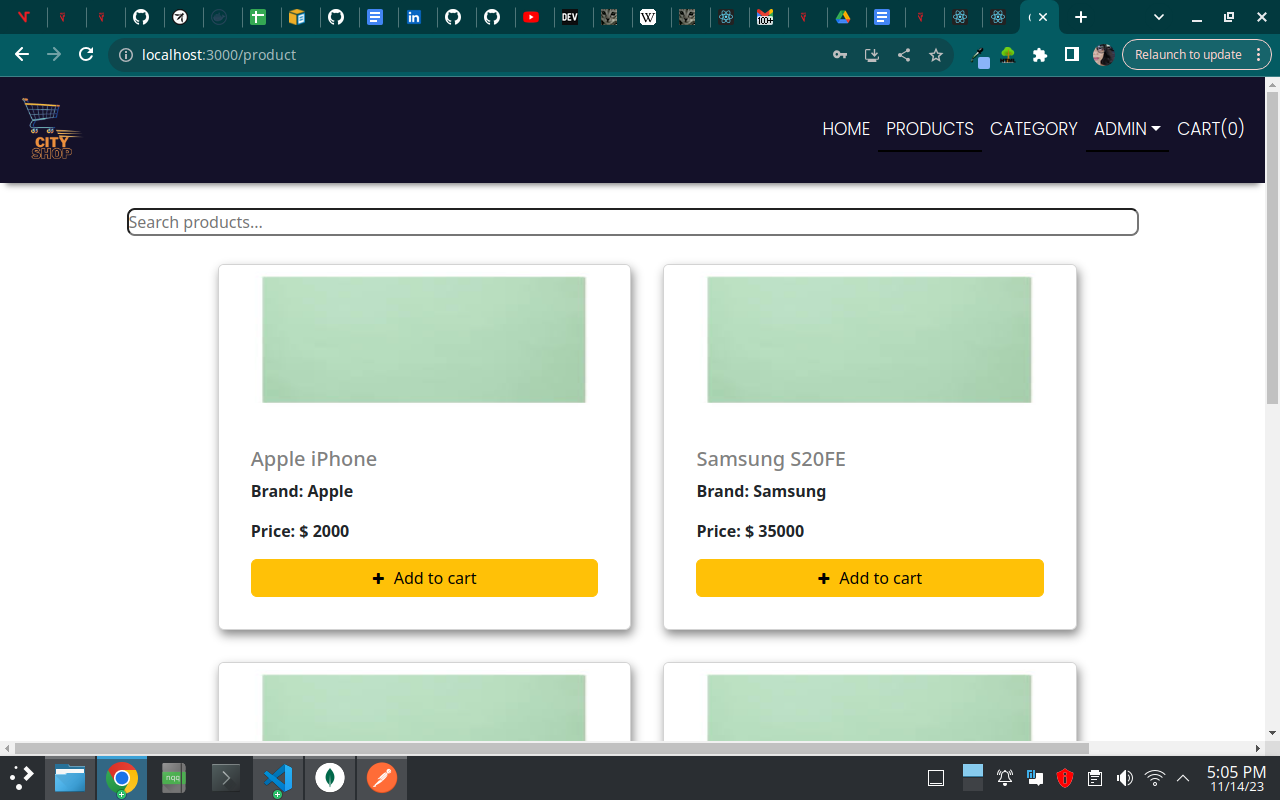 localhost:3000/product
Relaunch to update
CITY
SHOP
HOME PRODUCTS CATEGORY ADMIN CART(0)
Search products...
Apple iPhone
Brand: Apple
Price: $ 2000
Add to cart
Samsung S20FE
Brand: Samsung
Price: $ 35000
Add to cart
5:05 PM
11/14/23